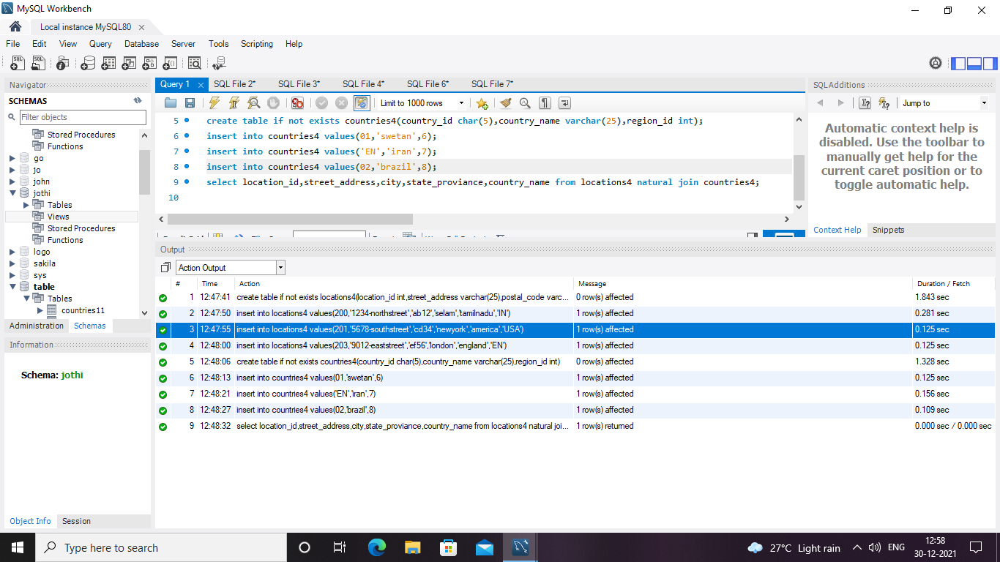 MySQL Workbench
Local instance MySQL80
File Edit View Query Database Server Tools Scripting Help
Navigator
SCHEMAS
Filter objects
Stored Procedures
Functions
go
jo
john
jothi
Tables
Views
Stored Procedures
Functions
logo
sakila
sys
table
Tables
countries11
Administration Schemas
Information
Schema: jothi
Object Info Session
Query 1 SQL File 2* SQL File 3* SQL File 4* SQL File 6* SQL File 7*
Limit to 1000 rows
5 create table if not exists countries4(country_id char(5),country_name varchar(25),region_id int);
6 insert into countries4 values(01,'swetan',6);
7 insert into countries4 values('EN','iran',7);
8 insert into countries4 values(02,'brazil',8);
9 select location_id,street_address,city,state_proviance,country_name from locations4 natural join countries4;
10
SQLAdditions
Jump to
Automatic context help is
disabled. Use the toolbar to
manually get help for the
current caret position or to
toggle automatic help.
Context Help Snippets
Output
Action Output
# Time Action Message Duration / Fetch
1 12:47:41 create table if not exists locations4(location_id int,street_address varchar(25),postal_code varc... 0 row(s) affected 1.843 sec
2 12:47:50 insert into locations4 values(200,'1234-northstreet','ab12','selam','tamilnadu','IN') 1 row(s) affected 0.281 sec
3 12:47:55 insert into locations4 values(201,'5678-southstreet','cd34','newyork','america','USA') 1 row(s) affected 0.125 sec
4 12:48:00 insert into locations4 values(203,'9012-eaststreet','ef56','london','england','EN') 1 row(s) affected 0.125 sec
5 12:48:06 create table if not exists countries4(country_id char(5),country_name varchar(25),region_id int) 0 row(s) affected 1.328 sec
6 12:48:13 insert into countries4 values(01,'swetan',6) 1 row(s) affected 0.125 sec
7 12:48:21 insert into countries4 values('EN','iran',7) 1 row(s) affected 0.156 sec
8 12:48:27 insert into countries4 values(02,'brazil',8) 1 row(s) affected 0.109 sec
9 12:48:32 select location_id,street_address,city,state_proviance,country_name from locations4 natural joi... 1 row(s) returned 0.000 sec / 0.000 sec
Type here to search
27°C Light rain
ENG
12:58
30-12-2021